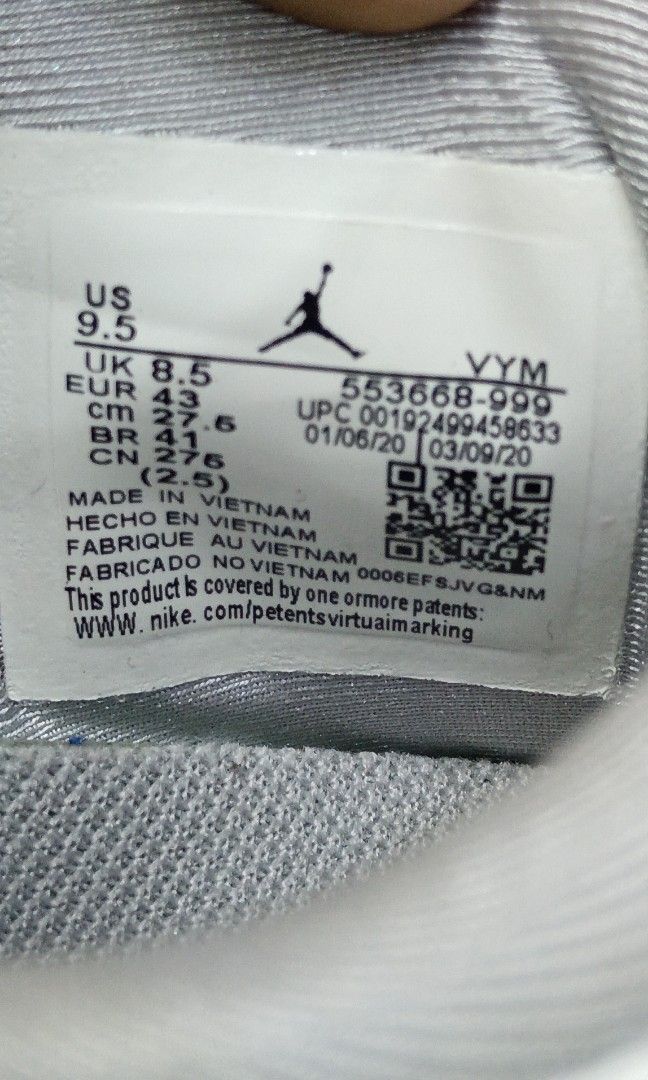 US
9.5
VYM
UK 8.5
553668-999
EUR 43
UPC 00192499458633
cm 27.5
01/06/20 03/09/20
BR 41
CN 275
(2.5)
MADE IN VIETNAM
HECHO EN VIETNAM
FABRIQUE AU VIETNAM
FABRICADO NO VIETNAM 0006EFSJVG&NM
This product Is covered by one ormore patents:
WWW. nike. com/petentsvirtuaimarking